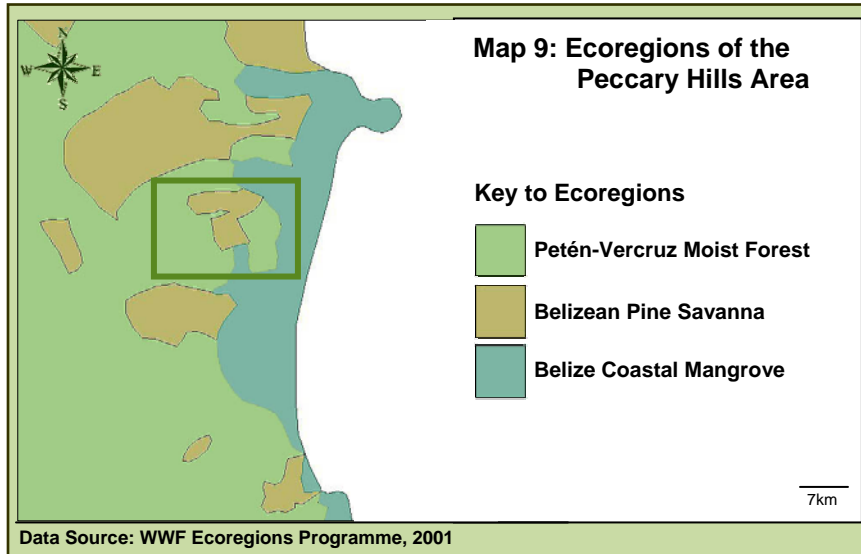 N
W E
S
Map 9: Ecoregions of the
Peccary Hills Area
Key to Ecoregions
Petén-Vercruz Moist Forest
Belizean Pine Savanna
Belize Coastal Mangrove
7km
Data Source: WWF Ecoregions Programme, 2001